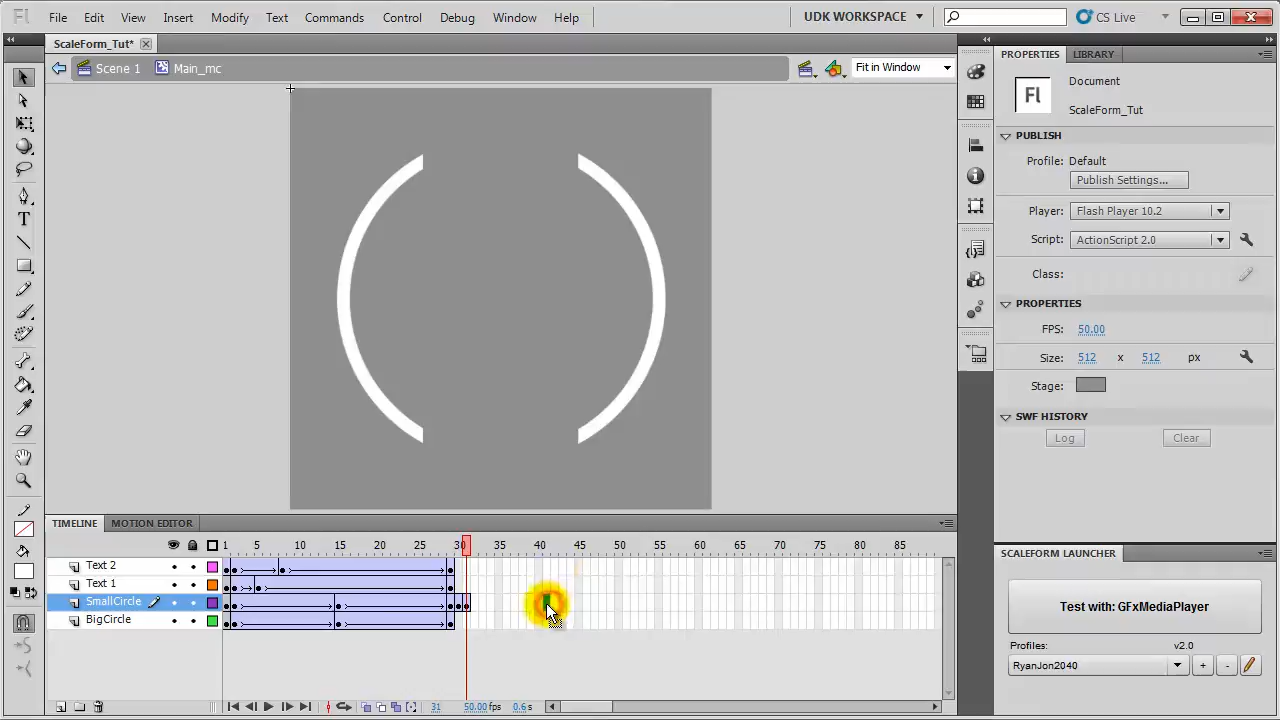 Fl File Edit View Insert Modify Text Commands Control Debug Window Help UDK WORKSPACE CS Live
ScaleForm_Tut*
Scene 1 Main_mc Fit in Window
PROPERTIES LIBRARY
Fl Document
ScaleForm_Tut
PUBLISH
Profile: Default
Publish Settings...
Player: Flash Player 10.2
Script: ActionScript 2.0
Class:
PROPERTIES
FPS: 50.00
Size: 512 x 512 px
Stage:
SWF HISTORY
Log Clear
TIMELINE MOTION EDITOR
1 5 10 15 20 25 30 35 40 45 50 55 60 65 70 75 80 85
Text 2
Text 1
SmallCircle
BigCircle
31 50.00fps 0.6s
SCALEFORM LAUNCHER
Test with: GFxMediaPlayer
Profiles: v2.0
RyanJon2040 + -